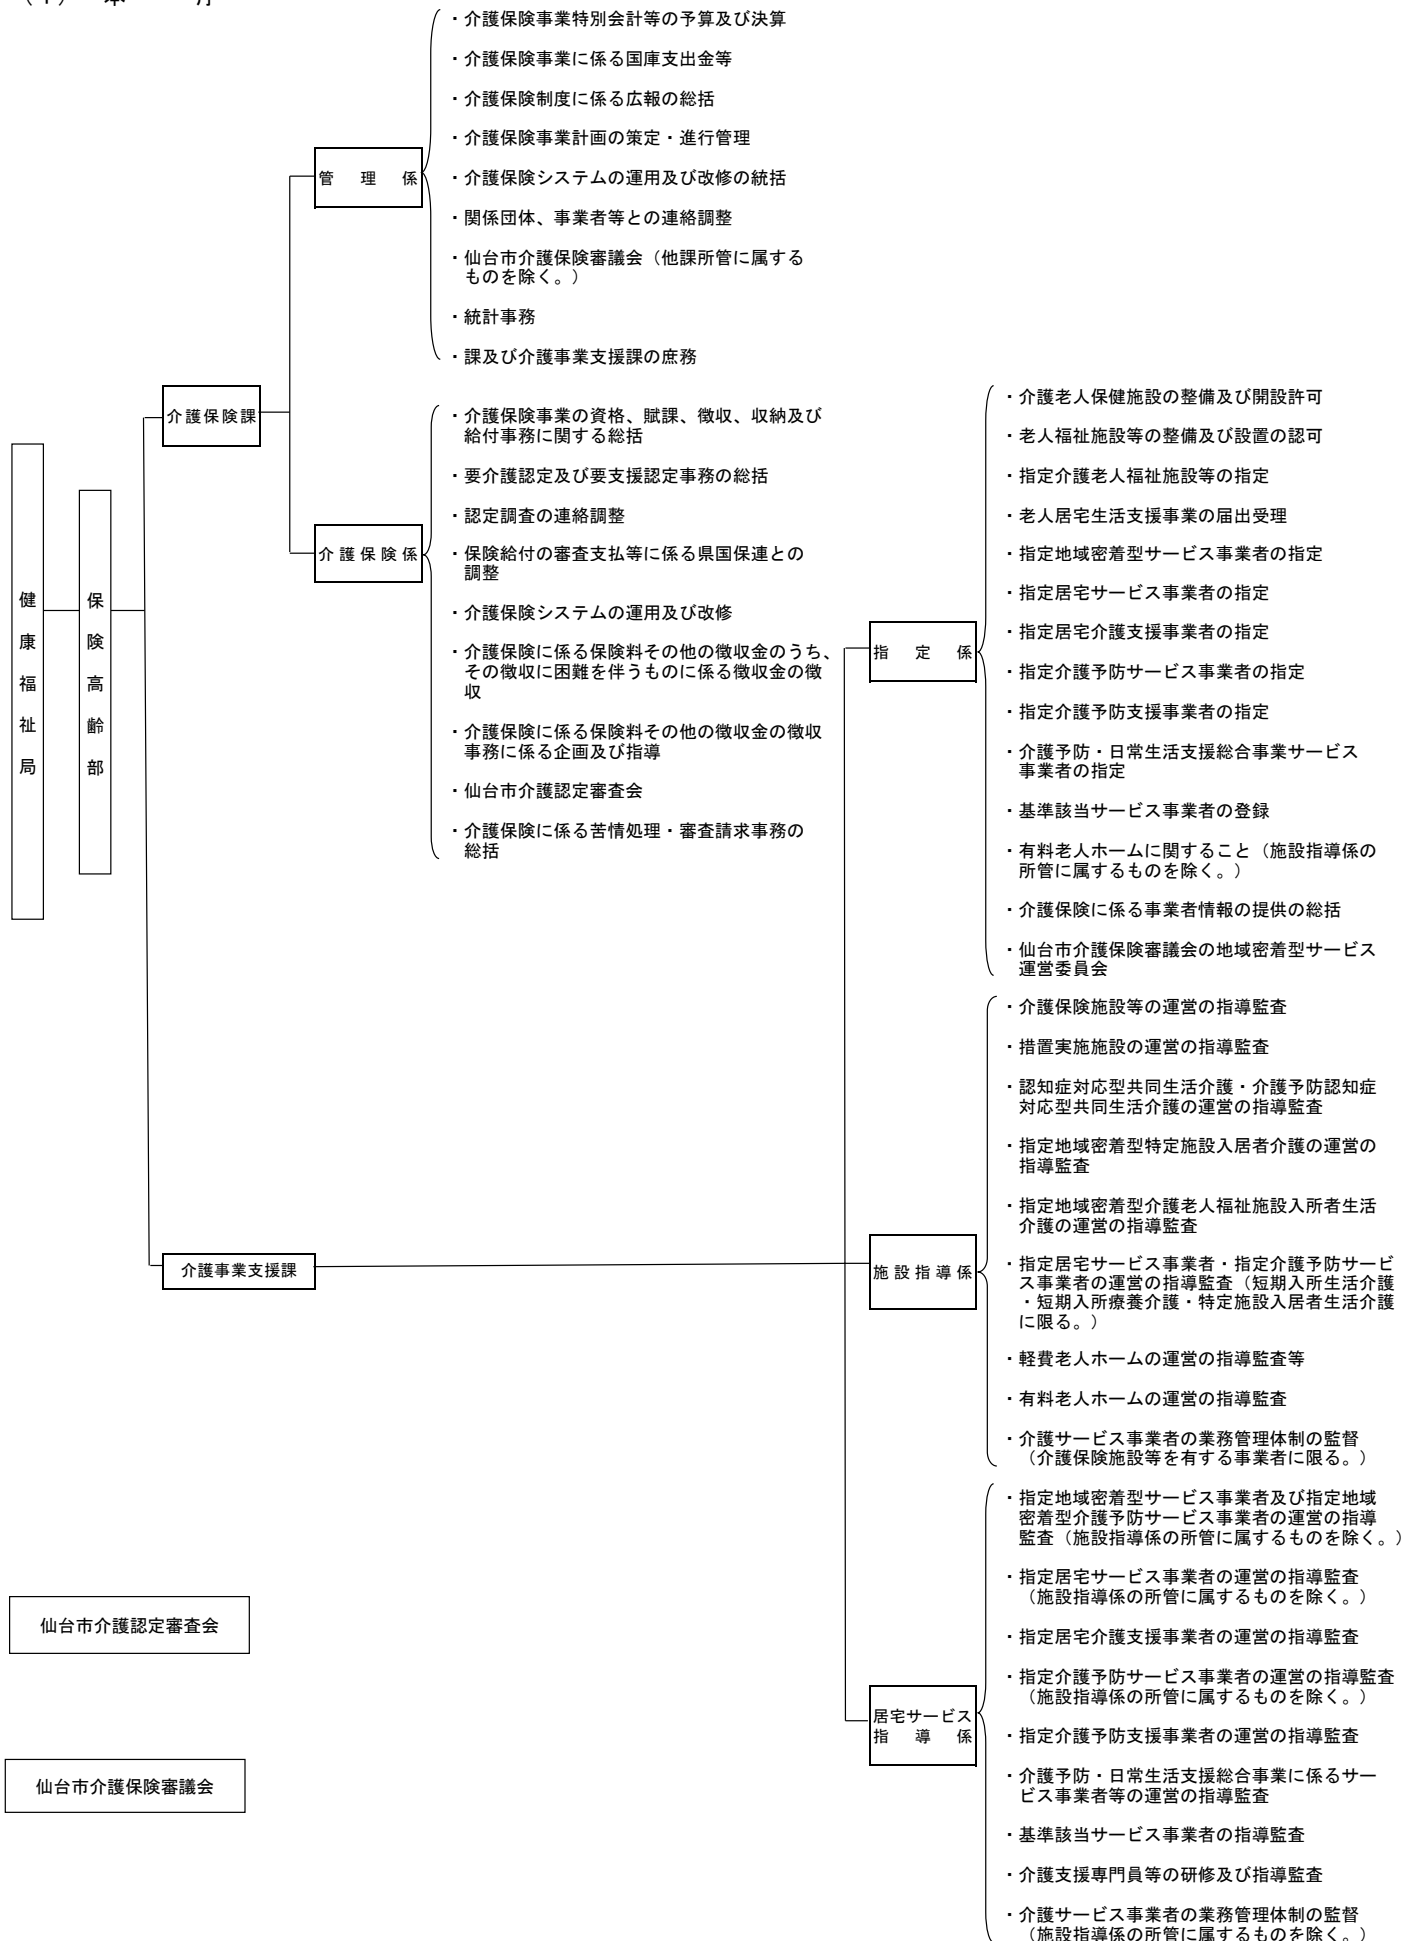 健康福祉局
保険高齢部
介護保険課
管理係
・介護保険事業特別会計等の予算及び決算
・介護保険事業に係る国庫支出金等
・介護保険制度に係る広報の総括
・介護保険事業計画の策定・進行管理
・介護保険システムの運用及び改修の統括
・関係団体、事業者等との連絡調整
・仙台市介護保険審議会（他課所管に属する
ものを除く。）
・統計事務
・課及び介護事業支援課の庶務
介護保険係
・介護保険事業の資格、賦課、徴収、収納及び
給付事務に関する総括
・要介護認定及び要支援認定事務の総括
・認定調査の連絡調整
・保険給付の審査支払等に係る県国保連との
調整
・介護保険システムの運用及び改修
・介護保険に係る保険料その他の徴収金のうち、
その徴収に困難を伴うものに係る徴収金の徴
収
・介護保険に係る保険料その他の徴収金の徴収
事務に係る企画及び指導
・仙台市介護認定審査会
・介護保険に係る苦情処理・審査請求事務の
総括
介護事業支援課
指定係
・介護老人保健施設の整備及び開設許可
・老人福祉施設等の整備及び設置の認可
・指定介護老人福祉施設等の指定
・老人居宅生活支援事業の届出受理
・指定地域密着型サービス事業者の指定
・指定居宅サービス事業者の指定
・指定居宅介護支援事業者の指定
・指定介護予防サービス事業者の指定
・指定介護予防支援事業者の指定
・介護予防・日常生活支援総合事業サービス
事業者の指定
・基準該当サービス事業者の登録
・有料老人ホームに関すること（施設指導係の
所管に属するものを除く。）
・介護保険に係る事業者情報の提供の総括
・仙台市介護保険審議会の地域密着型サービス
運営委員会
施設指導係
・介護保険施設等の運営の指導監査
・措置実施施設の運営の指導監査
・認知症対応型共同生活介護・介護予防認知症
対応型共同生活介護の運営の指導監査
・指定地域密着型特定施設入居者介護の運営の
指導監査
・指定地域密着型介護老人福祉施設入所者生活
介護の運営の指導監査
・指定居宅サービス事業者・指定介護予防サービ
ス事業者の運営の指導監査（短期入所生活介護
・短期入所療養介護・特定施設入居者生活介護
に限る。）
・軽費老人ホームの運営の指導監査等
・有料老人ホームの運営の指導監査
・介護サービス事業者の業務管理体制の監督
（介護保険施設等を有する事業者に限る。）
居宅サービス
指導係
・指定地域密着型サービス事業者及び指定地域
密着型介護予防サービス事業者の運営の指導
監査（施設指導係の所管に属するものを除く。）
・指定居宅サービス事業者の運営の指導監査
（施設指導係の所管に属するものを除く。）
・指定居宅介護支援事業者の運営の指導監査
・指定介護予防サービス事業者の運営の指導監査
（施設指導係の所管に属するものを除く。）
・指定介護予防支援事業者の運営の指導監査
・介護予防・日常生活支援総合事業に係るサー
ビス事業者等の運営の指導監査
・基準該当サービス事業者の指導監査
・介護支援専門員等の研修及び指導監査
・介護サービス事業者の業務管理体制の監督
（施設指導係の所管に属するものを除く。）
仙台市介護認定審査会
仙台市介護保険審議会